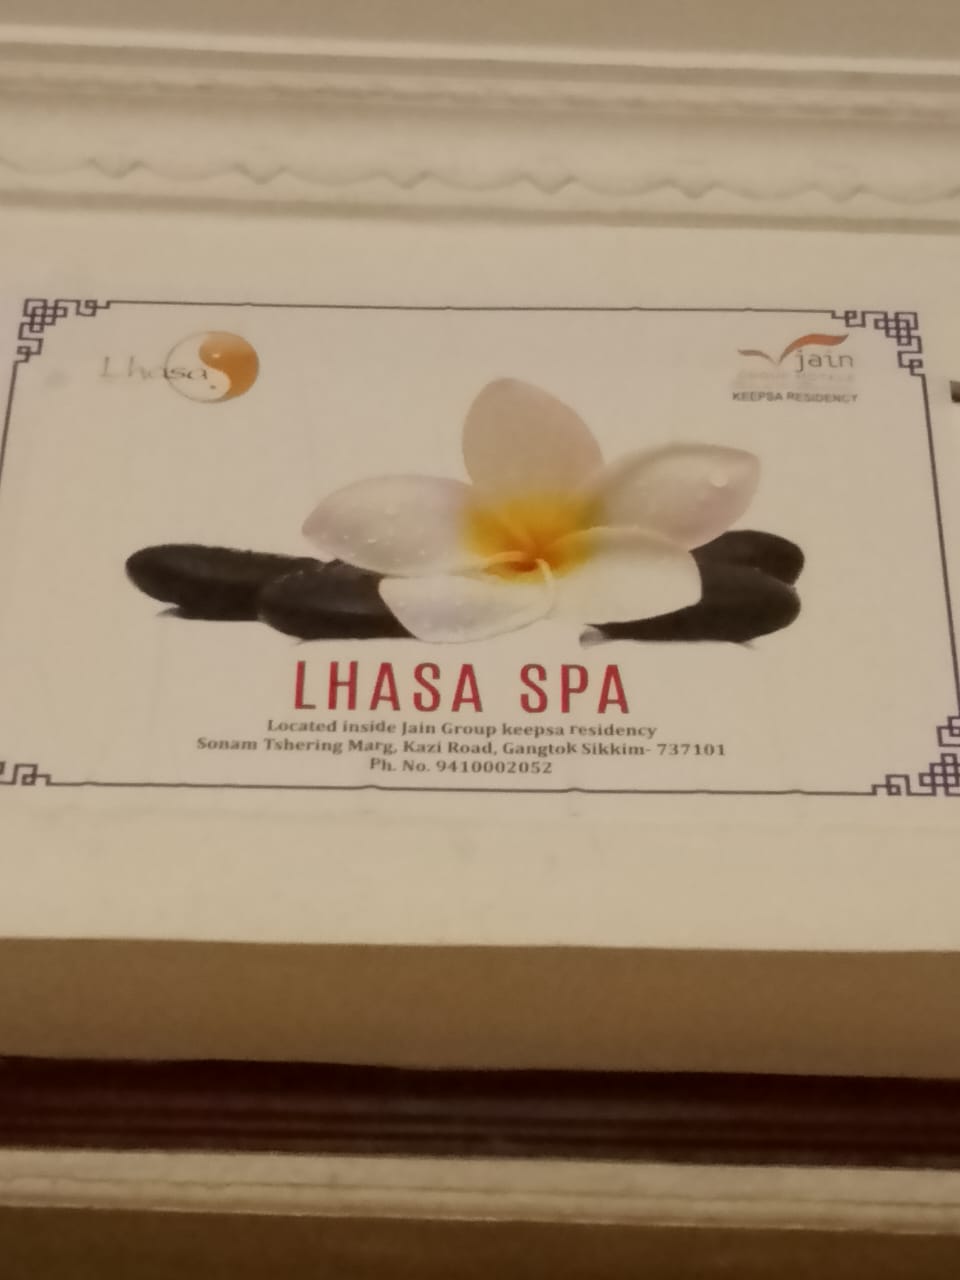 Lhasa
jain
KEEPSA RESIDENCY
LHASA SPA
Located inside Jain Group keepsa residency
Sonam Tshering Marg, Kazi Road, Gangtok Sikkim- 737101
Ph. No. 9410002052